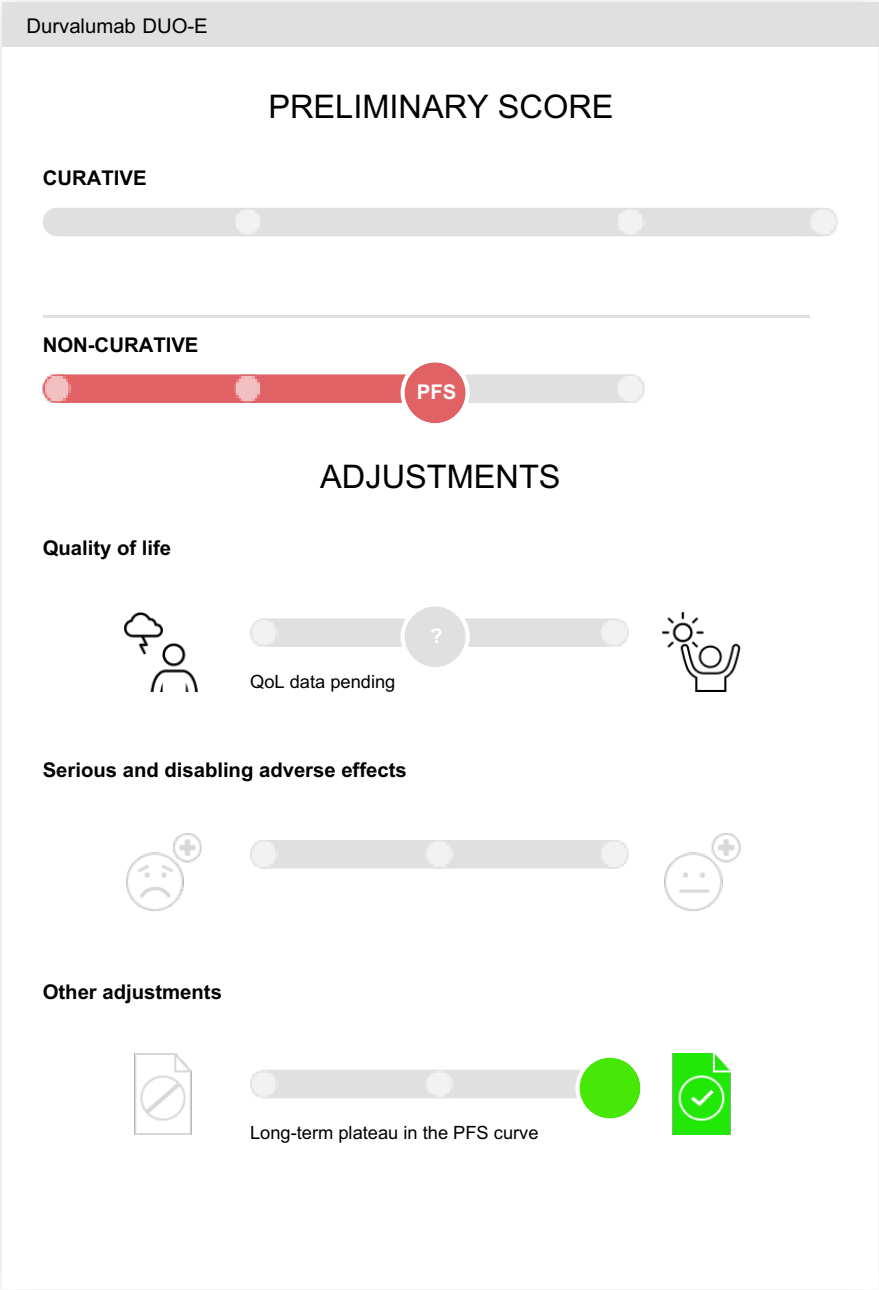 Durvalumab DUO-E
PRELIMINARY SCORE
CURATIVE
NON-CURATIVE
PFS
ADJUSTMENTS
Quality of life
?
QoL data pending
Serious and disabling adverse effects
Other adjustments
Long-term plateau in the PFS curve